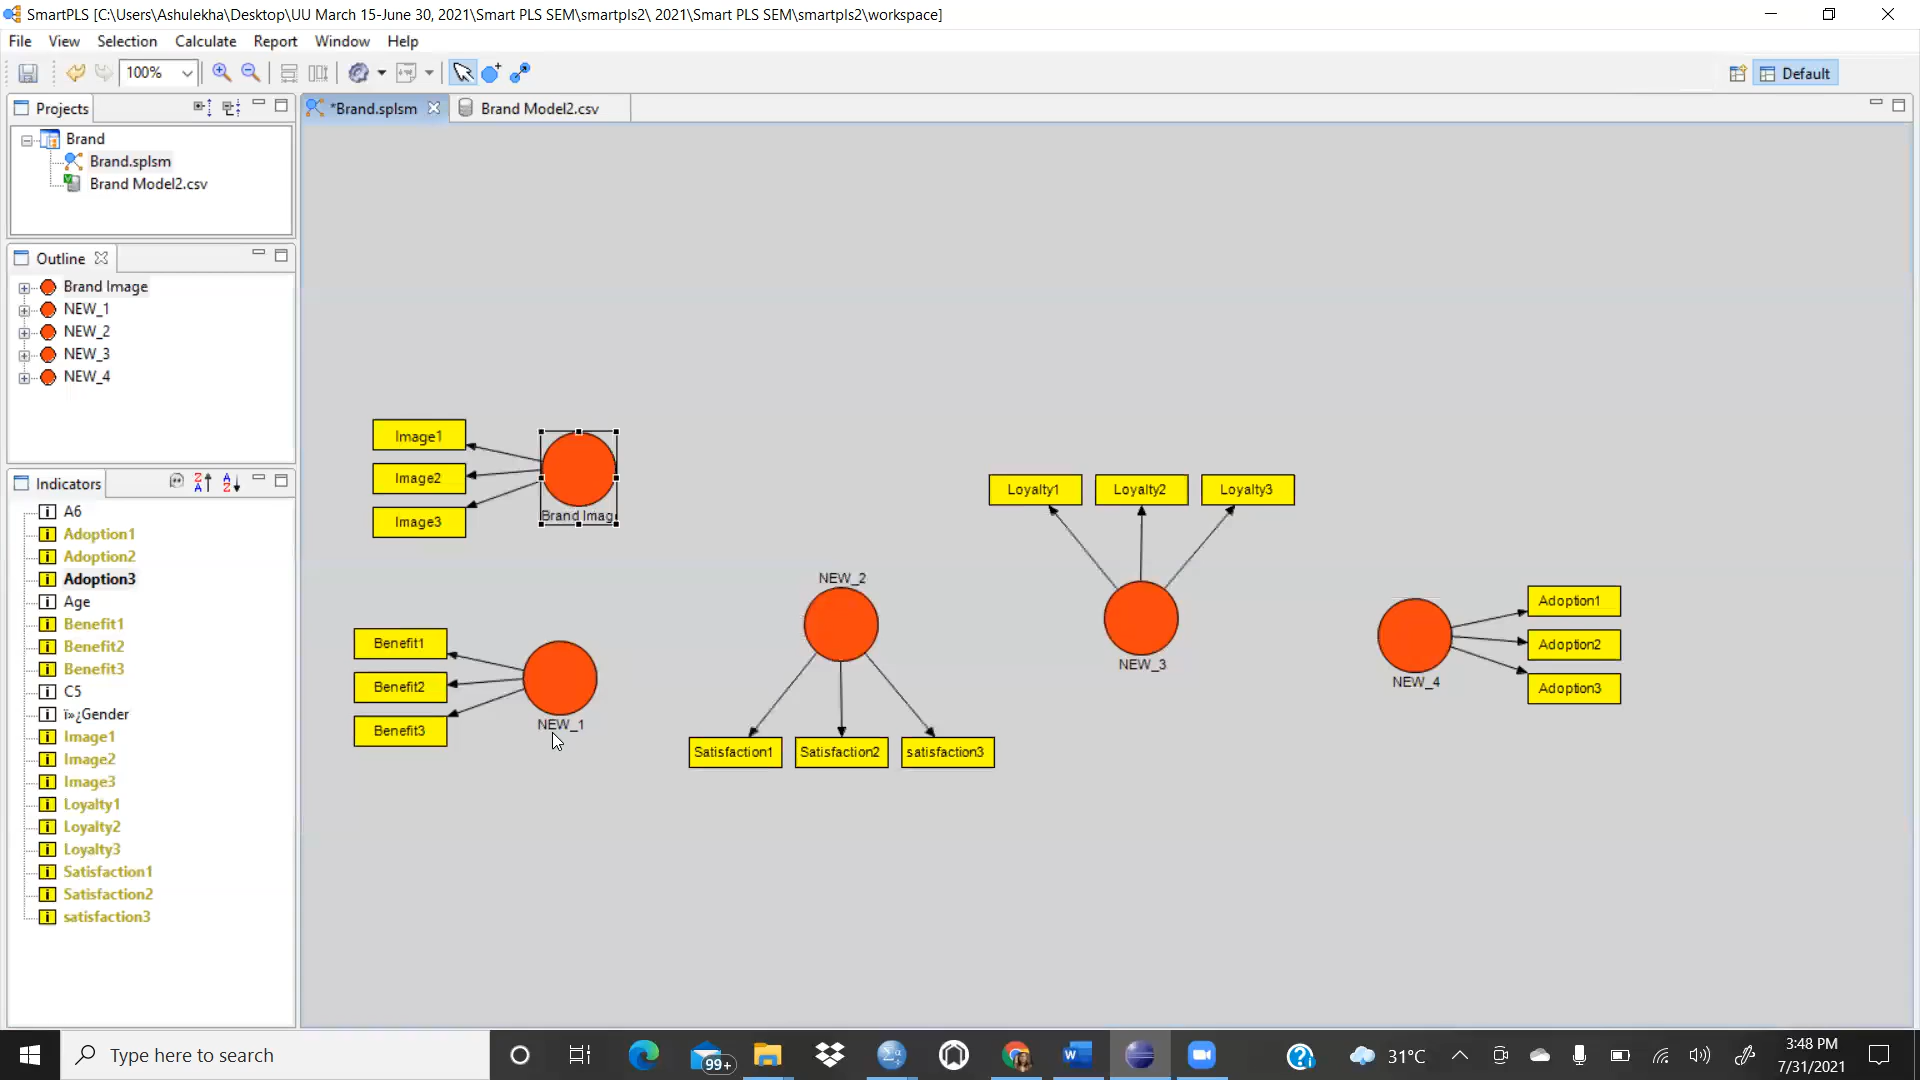 SmartPLS [C:\Users\Ashulekha\Desktop\UU March 15-June 30, 2021\Smart PLS SEM\smartpls2\ 2021\Smart PLS SEM\smartpls2\workspace]
File View Selection Calculate Report Window Help
100%
Default
Projects
*Brand.splsm
Brand Model2.csv
Brand
Brand.splsm
Brand Model2.csv
Outline
Brand Image
NEW_1
NEW_2
NEW_3
NEW_4
Indicators
A6
Adoption1
Adoption2
Adoption3
Age
Benefit1
Benefit2
Benefit3
C5
ï»¿Gender
Image1
Image2
Image3
Loyalty1
Loyalty2
Loyalty3
Satisfaction1
Satisfaction2
satisfaction3
Image1
Image2
Image3
Brand Imag
Benefit1
Benefit2
Benefit3
NEW_1
NEW_2
Satisfaction1 Satisfaction2 satisfaction3
Loyalty1 Loyalty2 Loyalty3
NEW_3
NEW_4
Adoption1
Adoption2
Adoption3
Type here to search
99+
31°C
3:48 PM
7/31/2021